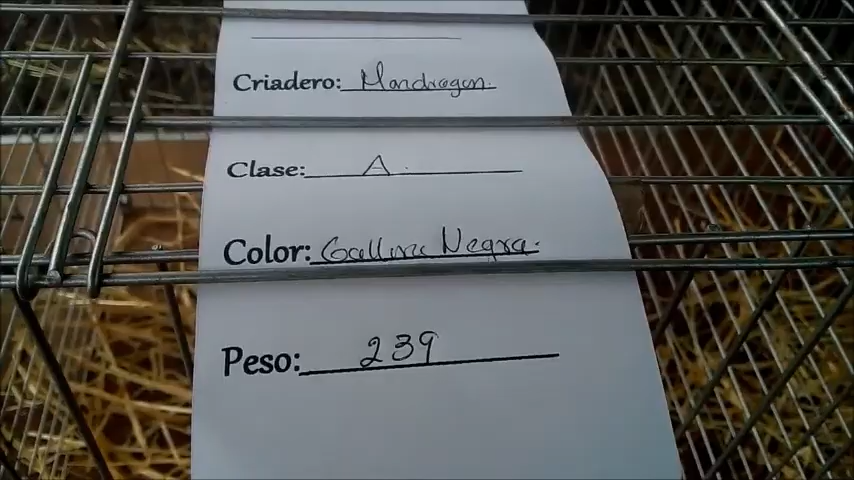 Criadero: Mondragon.
Clase: A.
Color: Gallina Negra.
Peso: 239